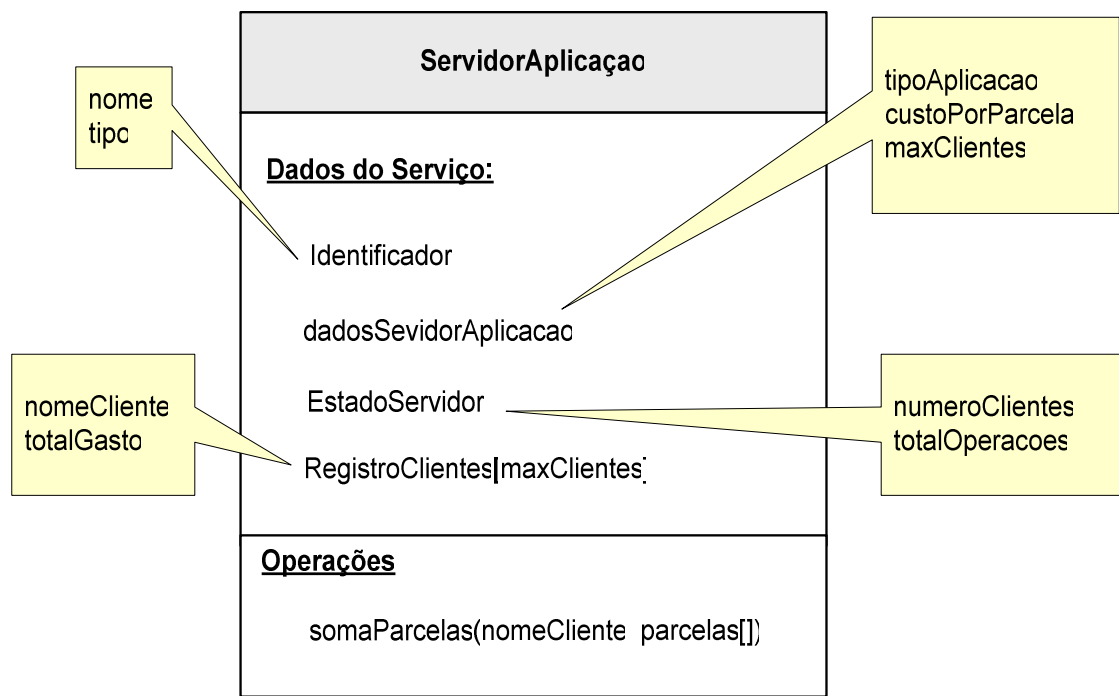 ServidorAplicaçao
nome
tipo
tipoAplicacao
custoPorParcela
maxClientes
Dados do Serviço:
Identificador
dadosSevidorAplicacao
EstadoServidor
RegistroClientes[maxClientes]
nomeCliente
totalGasto
numeroClientes
totalOperacoes
Operações
somaParcelas(nomeCliente parcelas[])